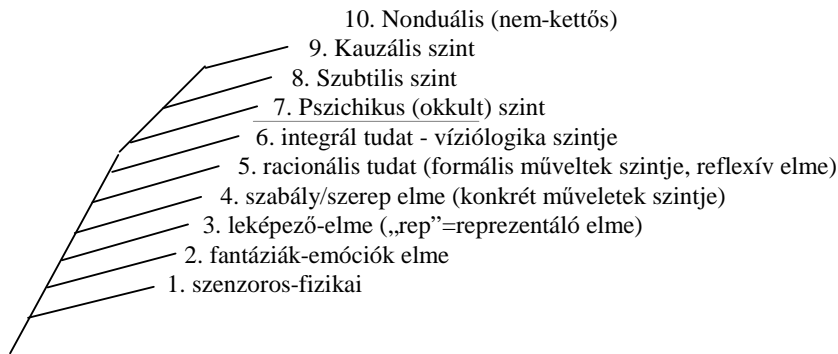 10. Nonduális (nem-kettős)
9. Kauzális szint
8. Szubtilis szint
7. Pszichikus (okkult) szint
6. integrál tudat - víziólogika szintje
5. racionális tudat (formális műveltek szintje, reflexív elme)
4. szabály/szerep elme (konkrét műveletek szintje)
3. leképező-elme („rep”=reprezentáló elme)
2. fantáziák-emóciók elme
1. szenzoros-fizikai